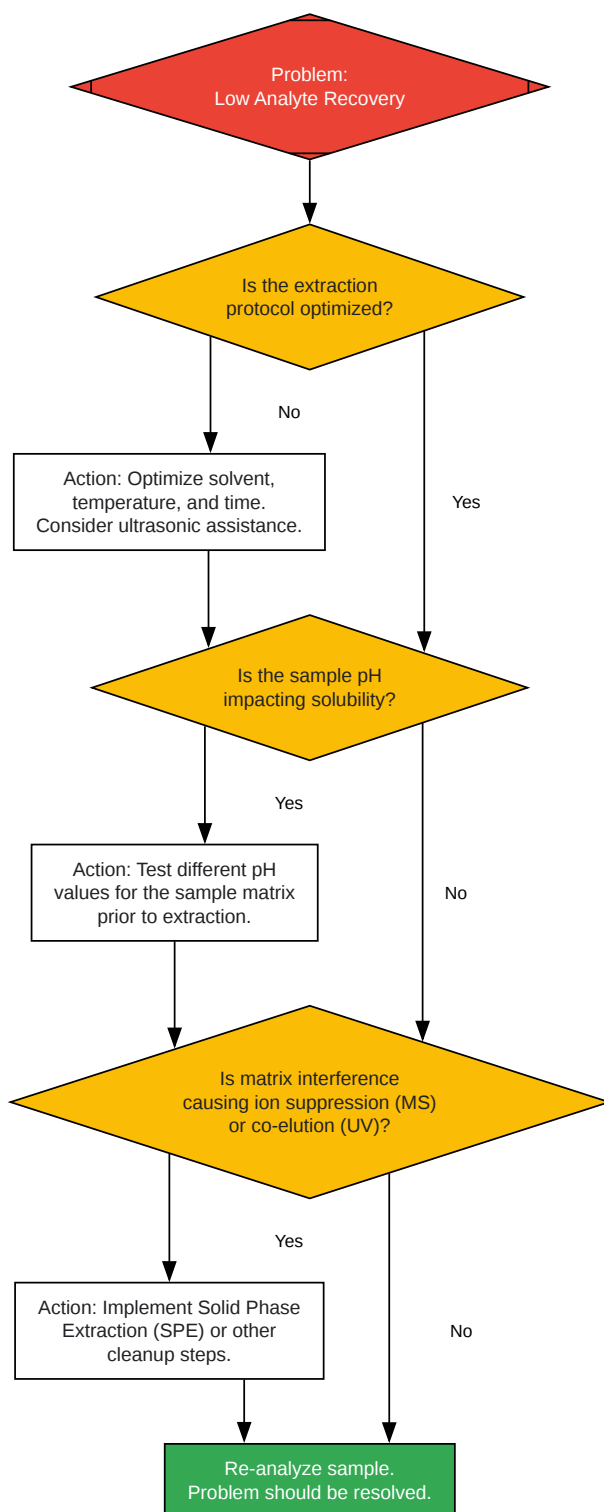 Problem:
Low Analyte Recovery
Is the extraction
protocol optimized?
No
Action: Optimize solvent,
temperature, and time.
Consider ultrasonic assistance.
Yes
Is the sample pH
impacting solubility?
Yes
Action: Test different pH
values for the sample matrix
prior to extraction.
No
Is matrix interference
causing ion suppression (MS)
or co-elution (UV)?
Yes
Action: Implement Solid Phase
Extraction (SPE) or other
cleanup steps.
No
Re-analyze sample.
Problem should be resolved.